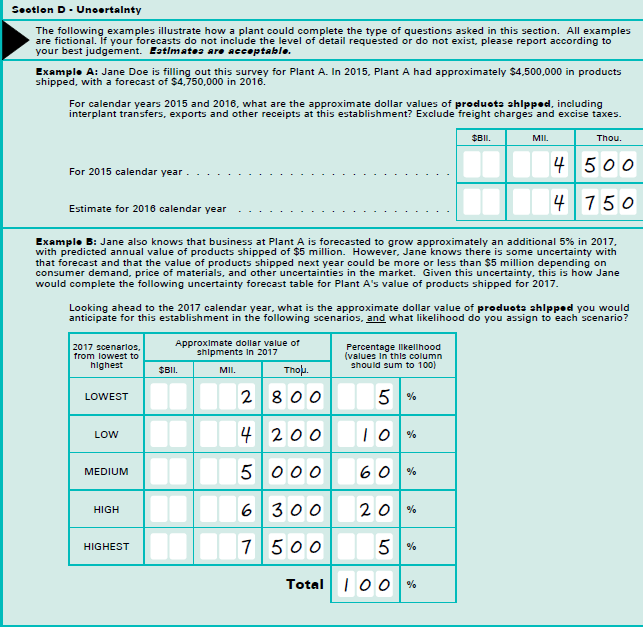 Section D - Uncertainty
The following examples illustrate how a plant could complete the type of questions asked in this section. All examples
are fictional. If your forecasts do not include the level of detail requested or do not exist, please report according to
your best judgement. Estimates are acceptable.
Example A: Jane Doe is filling out this survey for Plant A. In 2015, Plant A had approximately $4,500,000 in products
shipped, with a forecast of $4,750,000 in 2016.
For calendar years 2015 and 2016, what are the approximate dollar values of products shipped, including
interplant transfers, exports and other receipts at this establishment? Exclude freight charges and excise taxes.
$Bil. Mil. Thou.
For 2015 calendar year . . . . . . . . . . . . . . . . . . . . . . . . . . 4 500
Estimate for 2016 calendar year . . . . . . . . . . . . . . . . . . . . . 4 750
Example B: Jane also knows that business at Plant A is forecasted to grow approximately an additional 5% in 2017,
with predicted annual value of products shipped of $5 million. However, Jane knows there is some uncertainty with
that forecast and that the value of products shipped next year could be more or less than $5 million depending on
consumer demand, price of materials, and other uncertainties in the market. Given this uncertainty, this is how Jane
would complete the following uncertainty forecast table for Plant A's value of products shipped for 2017.
Looking ahead to the 2017 calendar year, what is the approximate dollar value of products shipped you would
anticipate for this establishment in the following scenarios, and what likelihood do you assign to each scenario?
2017 scenarios,
from lowest to
highest
Approximate dollar value of
shipments in 2017
Percentage likelihood
(values in this column
should sum to 100)
$Bil. Mil. Thou.
LOWEST 2 800 5 %
LOW 4 200 10 %
MEDIUM 5 000 60 %
HIGH 6 300 20 %
HIGHEST 7 500 5 %
Total 100 %